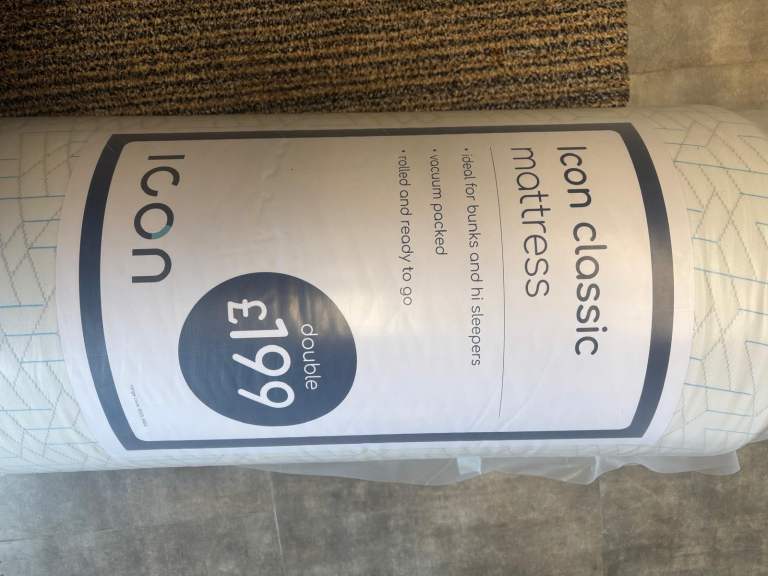 Icon classic
mattress
• ideal for bunks and hi sleepers
• vacuum packed
• rolled and ready to go
double
£199
ICON